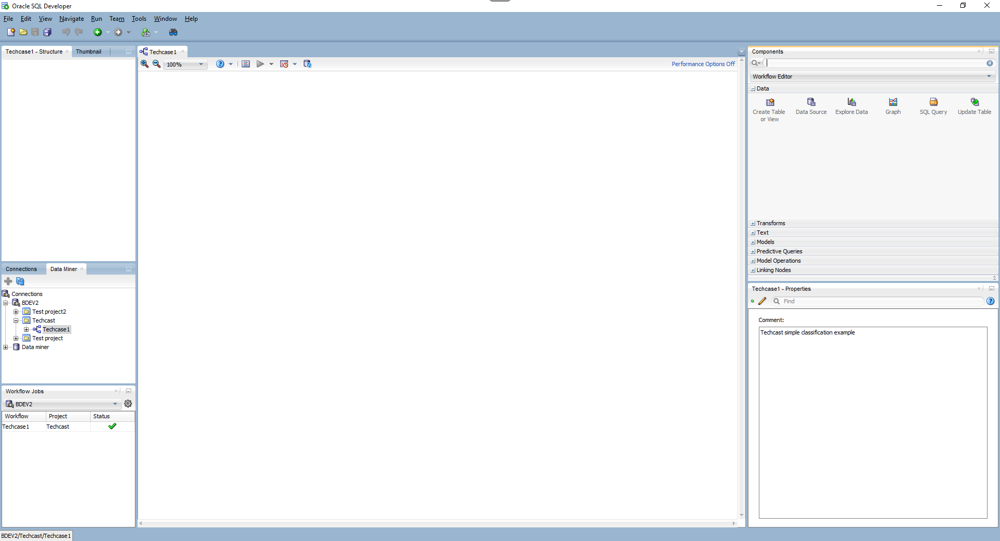 Oracle SQL Developer
File Edit View Navigate Run Team Tools Window Help
Techcase1 - Structure
Thumbnail
Techcase1
100%
Performance Options Off
Components
Workflow Editor
Data
Create Table
or View
Data Source
Explore Data
Graph
SQL Query
Update Table
Transforms
Text
Models
Predictive Queries
Model Operations
Linking Nodes
Connections
Data Miner
Connections
BDEV2
Test project2
Techcast
Techcase1
Test project
Data miner
Techcase1 - Properties
Find
Comment:
Techcast simple classification example
Workflow Jobs
BDEV2
Workflow Project Status
Techcase1 Techcast
BDEV2/Techcast/Techcase1